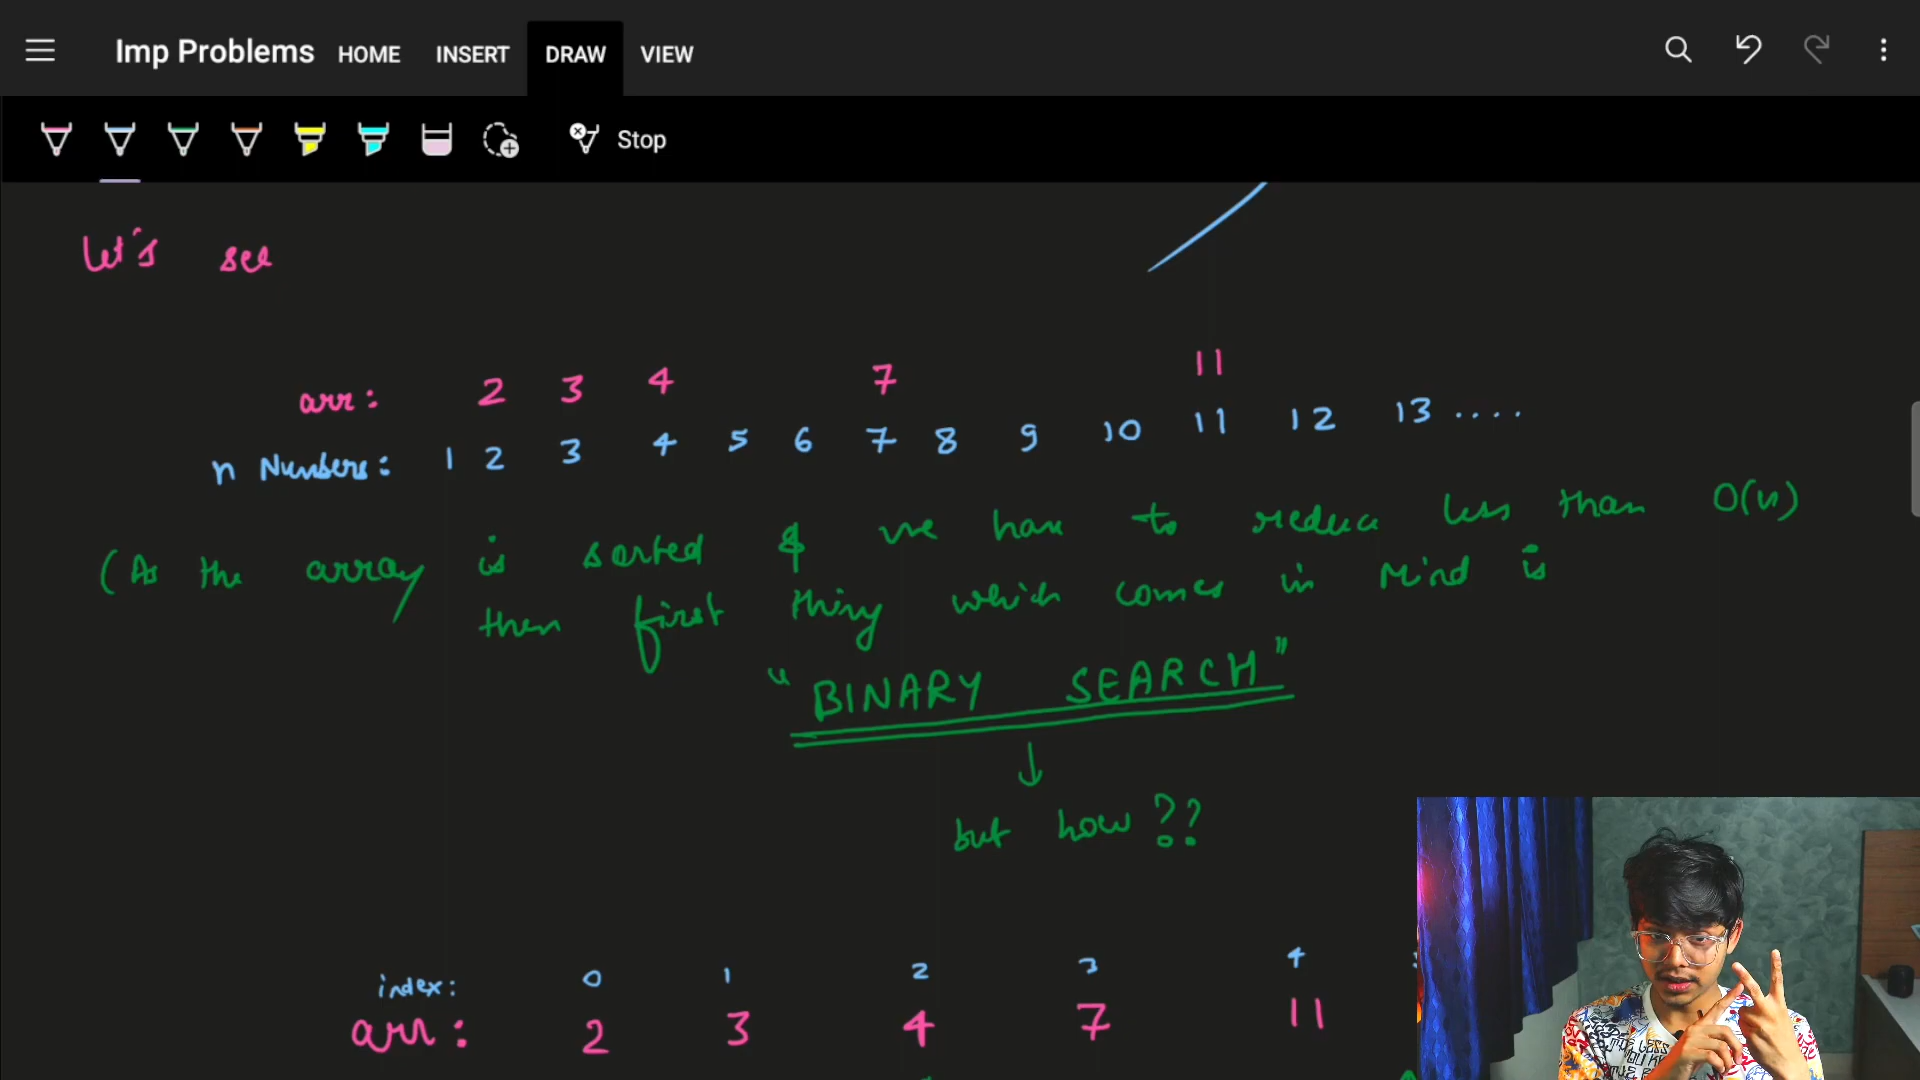 Imp Problems HOME INSERT DRAW VIEW
Stop
Let's see
arr: 2 3 4 7 11
n Numbers: 1 2 3 4 5 6 7 8 9 10 11 12 13 ....
(As the array is sorted & we have to reduce less than O(n)
then first thing which comes in Mind is
"BINARY SEARCH"
↓
but how??
index: 0 1 2 3 4
arr: 2 3 4 7 11